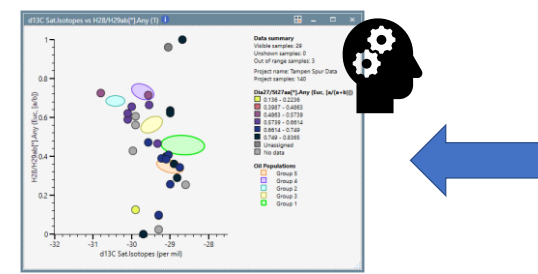 d13C Sat.Isotopes vs H28/H29ab[*].Any (1)
Data summary
Visible samples: 29
Unshown samples: 0
Out of range samples: 3
Project name: Tampen Spur Data
Project samples: 140
Dia27/St27aa[*].Any (Euc, [a/(a+b)])
0.136 - 0.2236
0.3987 - 0.4863
0.4863 - 0.5739
0.5739 - 0.6614
0.6614 - 0.749
0.749 - 0.8365
Unassigned
No data
Oil Populations
Group 5
Group 4
Group 2
Group 3
Group 1
H28/H29ab[*].Any (Euc, [a/b])
1
0.8
0.6
0.4
0.2
0
-32
-31
-30
-29
-28
d13C Sat.Isotopes (per mil)